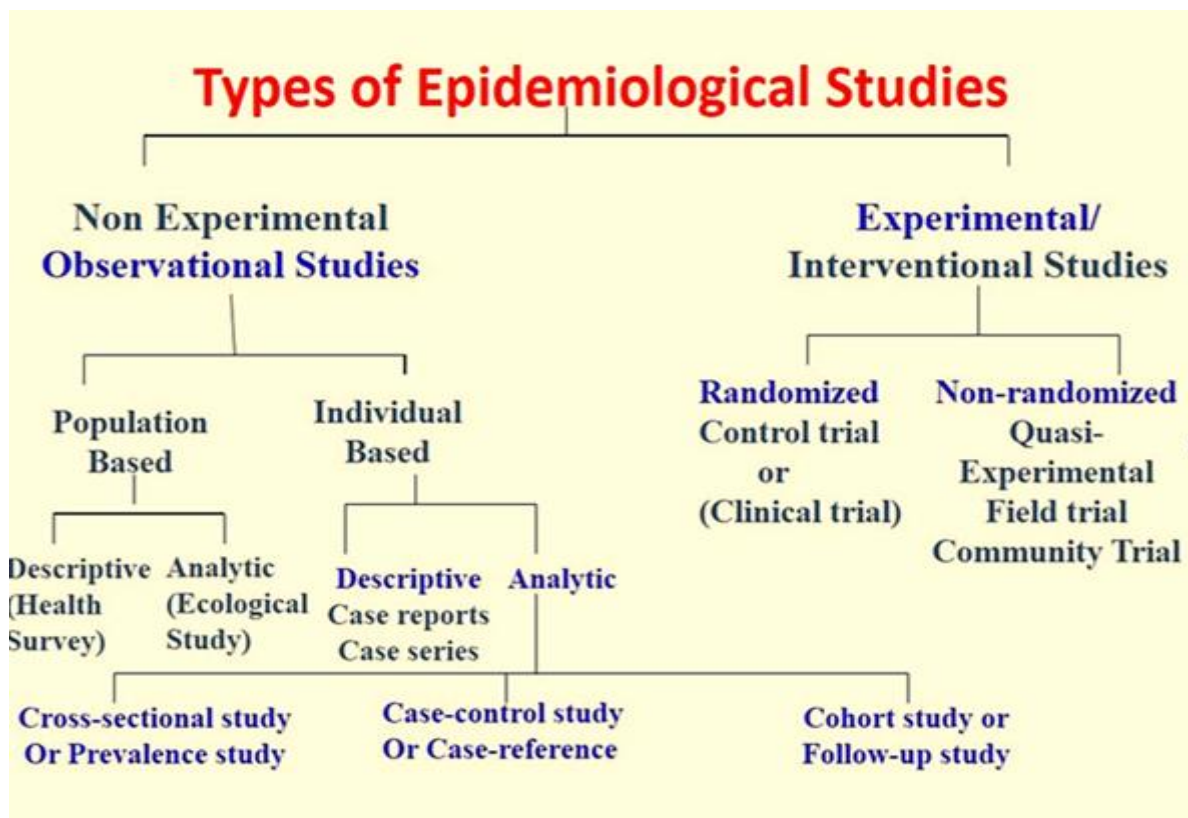 Types of Epidemiological Studies
Non Experimental
Observational Studies
Experimental/
Interventional Studies
Population
Based
Individual
Based
Randomized
Control trial
or
(Clinical trial)
Non-randomized
Quasi-
Experimental
Field trial
Community Trial
Descriptive
(Health
Survey)
Analytic
(Ecological
Study)
Descriptive
Case reports
Case series
Analytic
Cross-sectional study
Or Prevalence study
Case-control study
Or Case-reference
Cohort study or
Follow-up study